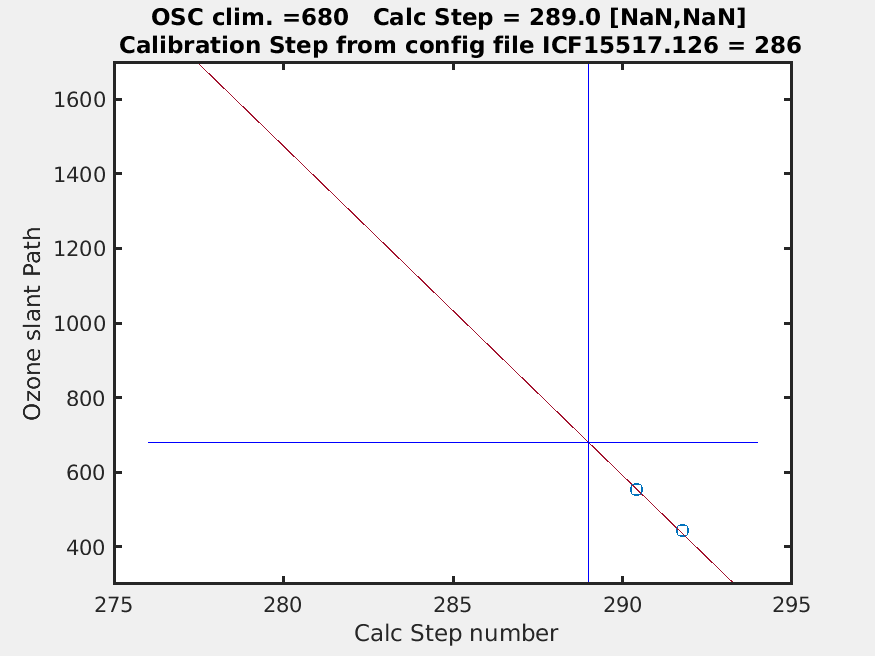 OSC clim. =680   Calc Step = 289.0 [NaN,NaN]
Calibration Step from config file ICF15517.126 = 286
1600
1400
1200
1000
800
600
400
Ozone slant Path
275 280 285 290 295
Calc Step number